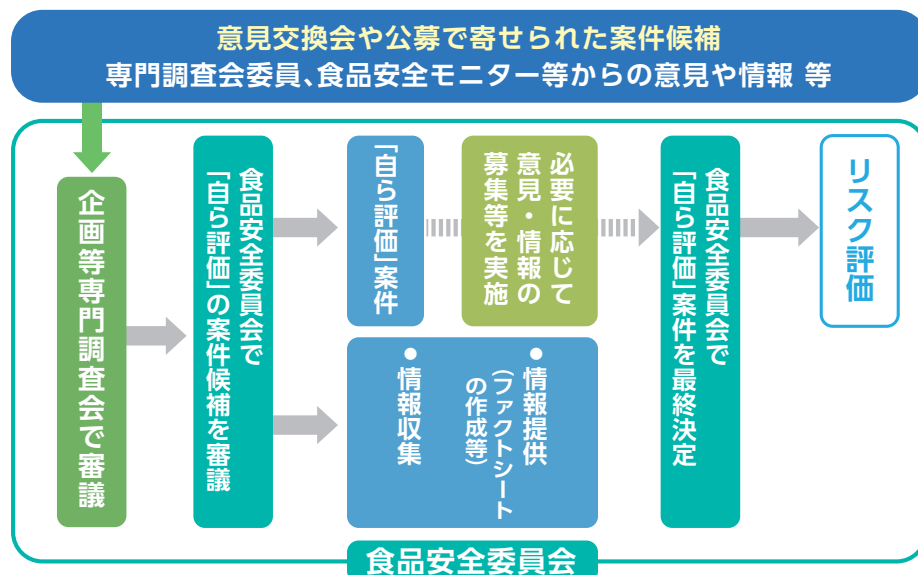 意見交換会や公募で寄せられた案件候補
専門調査会委員、食品安全モニター等からの意見や情報 等
企画等専門調査会で審議
食品安全委員会で
「自ら評価」の案件候補を審議
「自ら評価」案件
必要に応じて
意見・情報の
募集等を実施
● 情報提供
(ファクトシート
の作成等)
● 情報収集
食品安全委員会で
「自ら評価」案件を最終決定
リスク評価
食品安全委員会